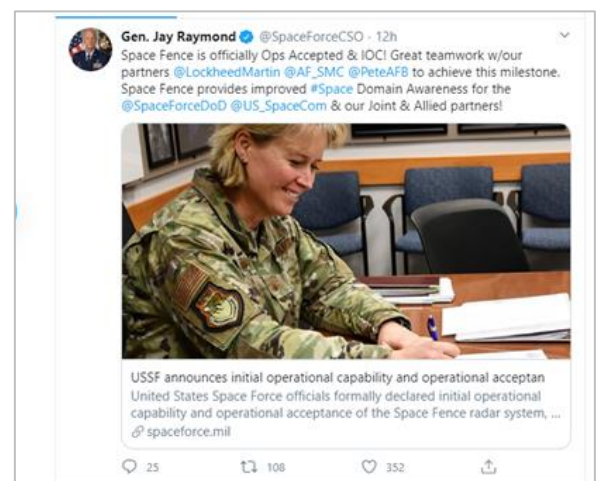 Gen. Jay Raymond @SpaceForceCSO · 12h
Space Fence is officially Ops Accepted & IOC! Great teamwork w/our
partners @LockheedMartin @AF_SMC @PeteAFB to achieve this milestone.
Space Fence provides improved #Space Domain Awareness for the
@SpaceForceDoD @US_SpaceCom & our Joint & Allied partners!
USSF announces initial operational capability and operational acceptan
United States Space Force officials formally declared initial operational
capability and operational acceptance of the Space Fence radar system, ...
spaceforce.mil
25 108 352